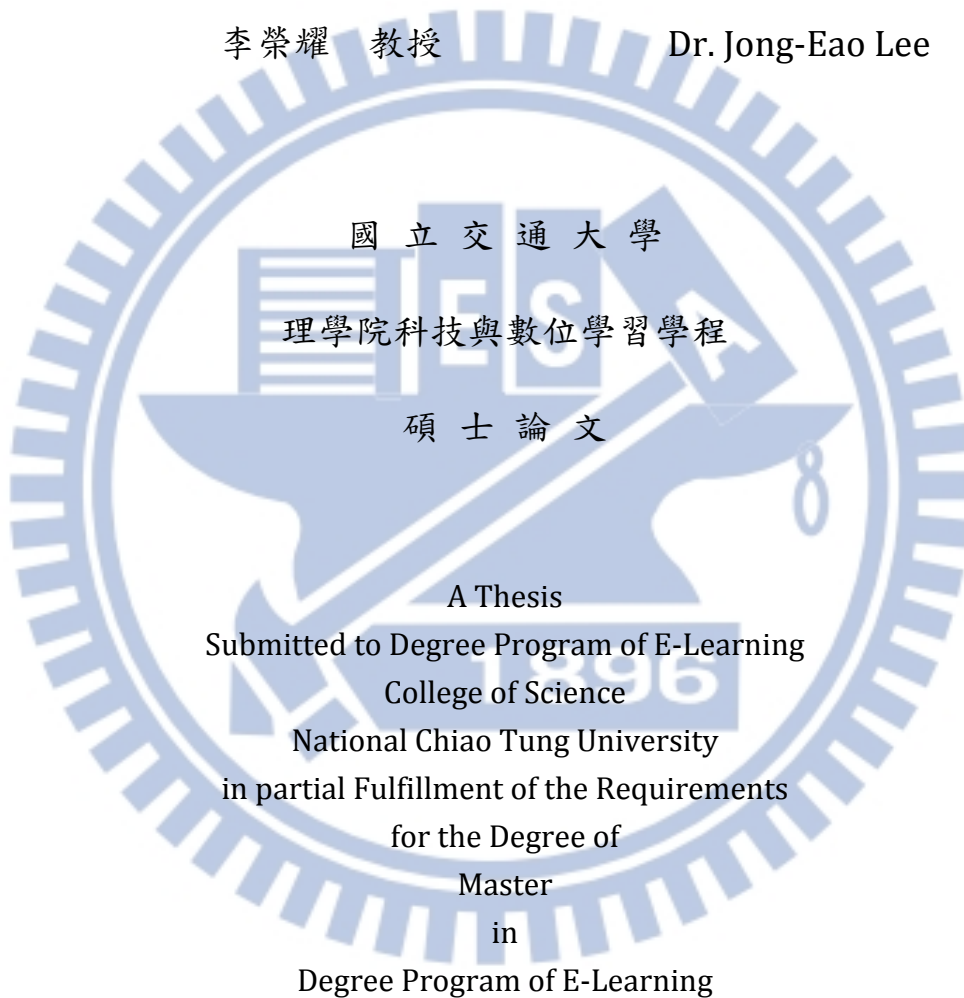 李榮耀　教授 Dr. Jong-Eao Lee
國 立 交 通 大 學
E S A
理學院科技與數位學習學程
碩 士 論 文
8
A Thesis
Submitted to Degree Program of E-Learning
1896
College of Science
National Chiao Tung University
in partial Fulfillment of the Requirements
for the Degree of
Master
in
Degree Program of E-Learning